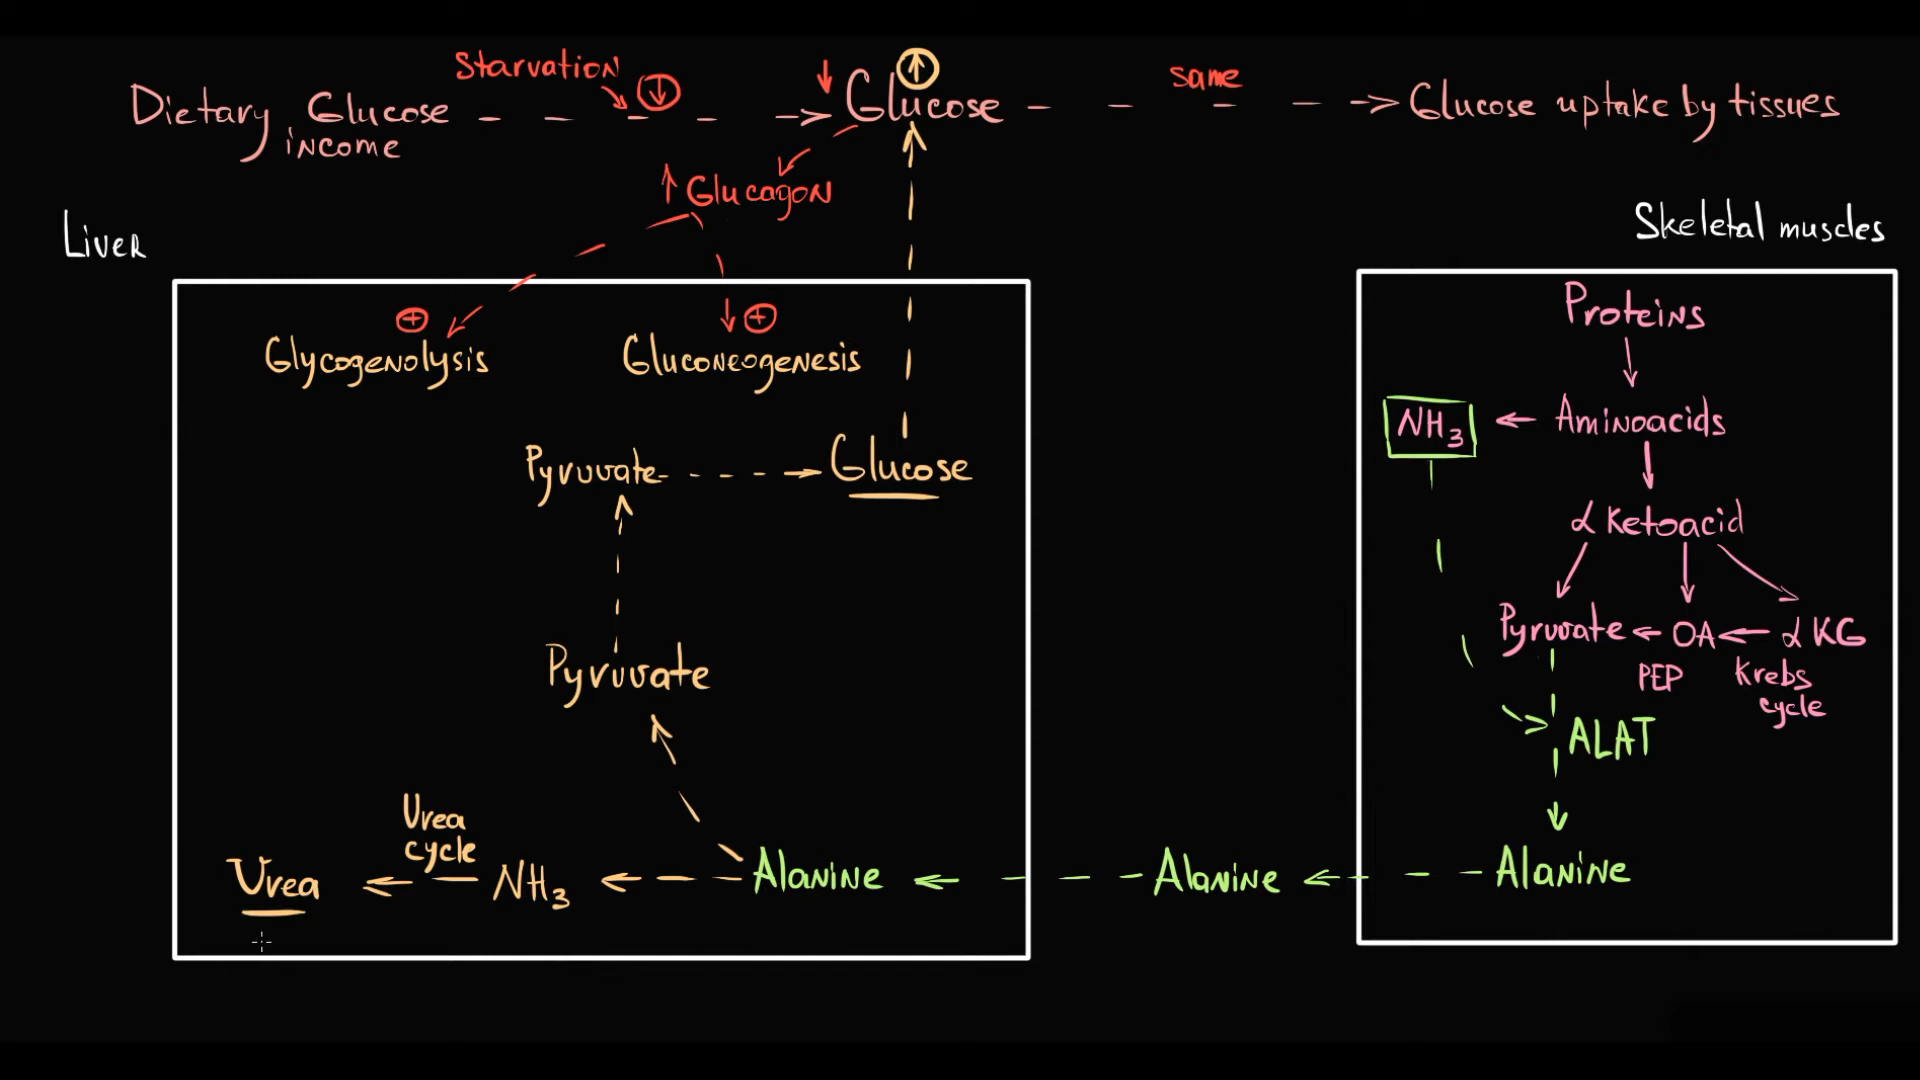 Starvation
same
Dietary Glucose
income
Glucose
Glucose uptake by tissues
Glucagon
Liver
Skeletal muscles
Glycogenolysis
Gluconeogenesis
Proteins
NH3
Aminoacids
Pyruvate
Glucose
α Ketoacid
Pyruvate
OA
αKG
PEP
Krebs
cycle
Pyruvate
ALAT
Urea
cycle
Urea
NH3
Alanine
Alanine
Alanine